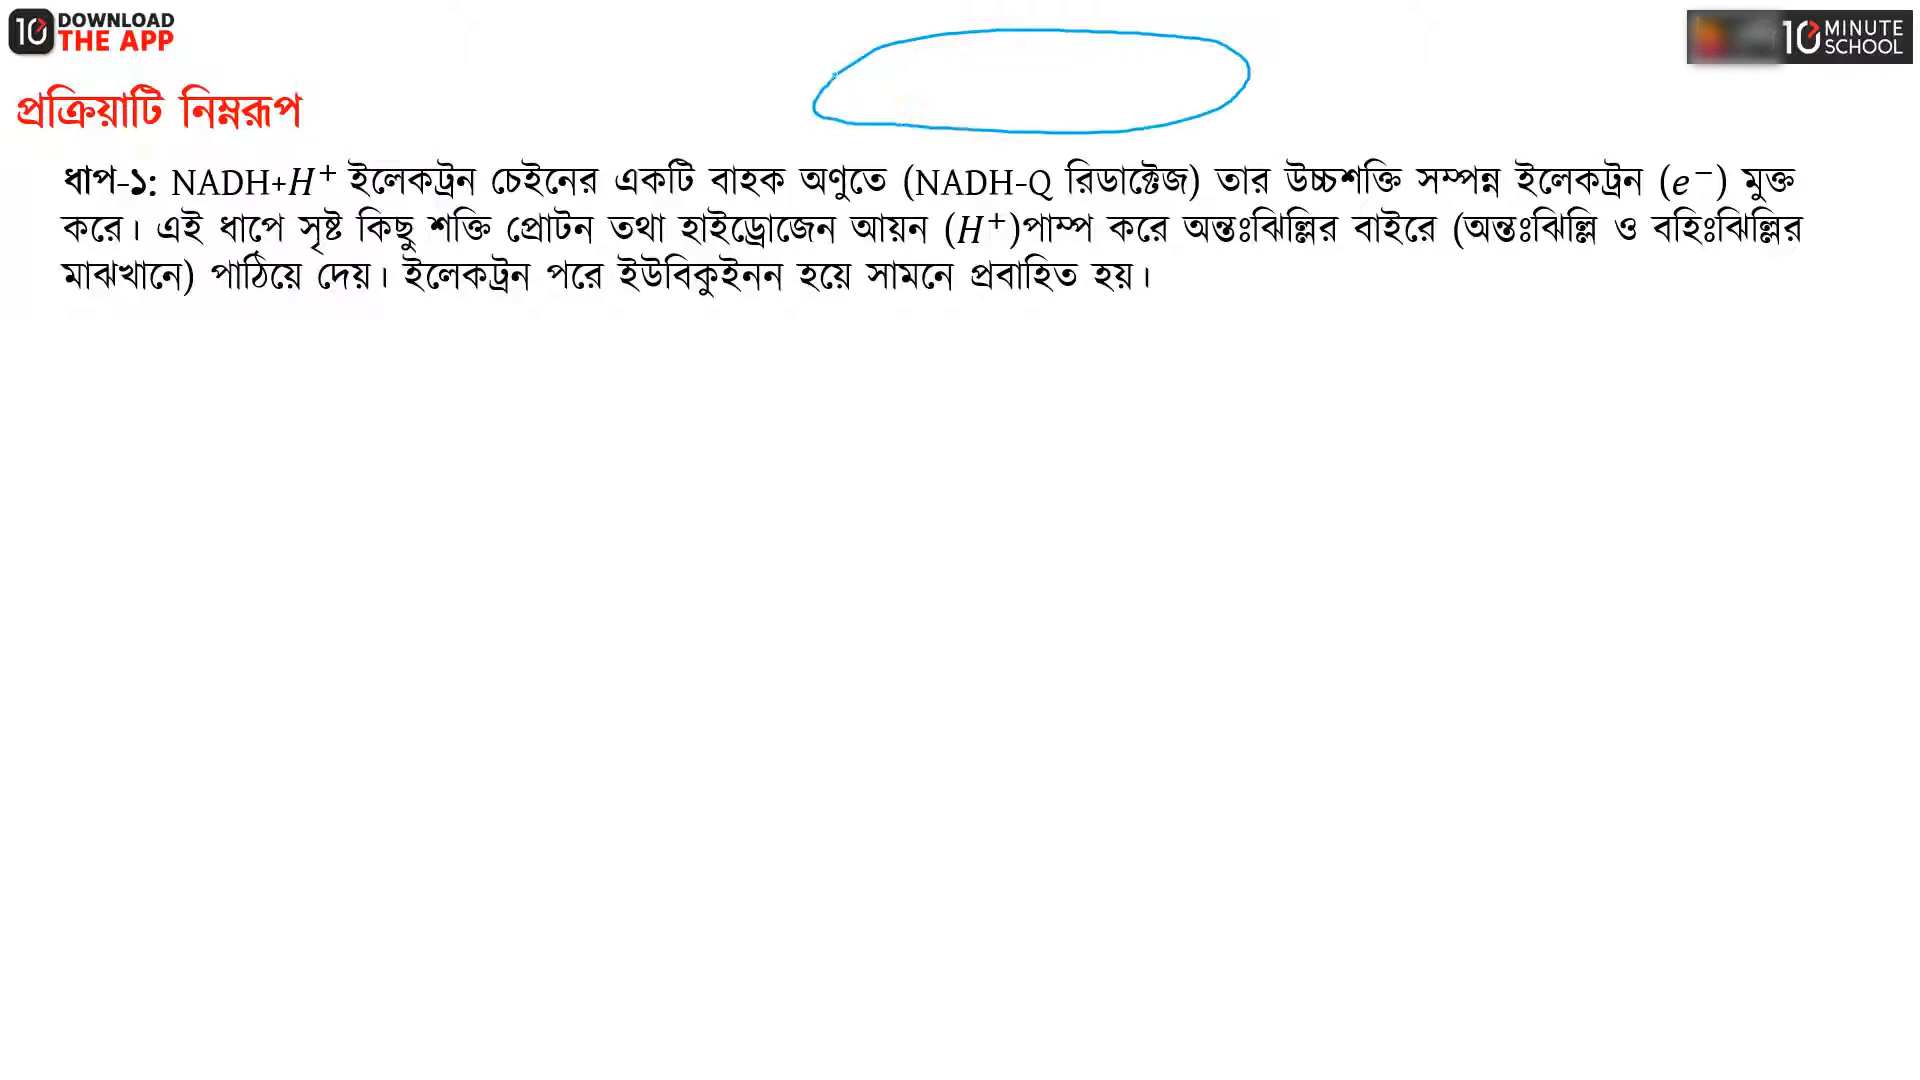 10 DOWNLOAD
THE APP
10 MINUTE
SCHOOL
প্রক্রিয়াটি নিম্নরূপ
ধাপ-১: NADH+H⁺ ইলেকট্রন চেইনের একটি বাহক অণুতে (NADH-Q রিডাক্টেজ) তার উচ্চশক্তি সম্পন্ন ইলেকট্রন (e⁻) মুক্ত
করে। এই ধাপে সৃষ্ট কিছু শক্তি প্রোটন তথা হাইড্রোজেন আয়ন (H⁺)পাম্প করে অন্তঃঝিল্লির বাইরে (অন্তঃঝিল্লি ও বহিঃঝিল্লির
মাঝখানে) পাঠিয়ে দেয়। ইলেকট্রন পরে ইউবিকুইনন হয়ে সামনে প্রবাহিত হয়।